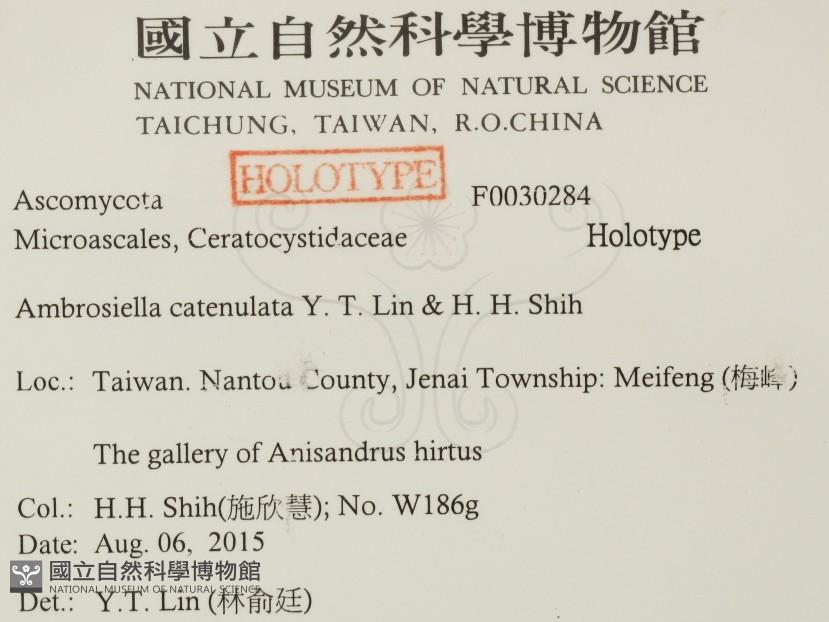 國立自然科學博物館
NATIONAL MUSEUM OF NATURAL SCIENCE
TAICHUNG, TAIWAN, R.O.CHINA
HOLOTYPE
Ascomycota F0030284
Microascales, Ceratocystidaceae Holotype
Ambrosiella catenulata Y. T. Lin & H. H. Shih
Loc.: Taiwan. Nantou County, Jenai Township: Meifeng (梅峰)
The gallery of Anisandrus hirtus
Col.: H.H. Shih(施欣慧); No. W186g
Date: Aug. 06, 2015
國立自然科學博物館
NATIONAL MUSEUM OF NATURAL SCIENCE
Det.: Y.T. Lin (林俞廷)